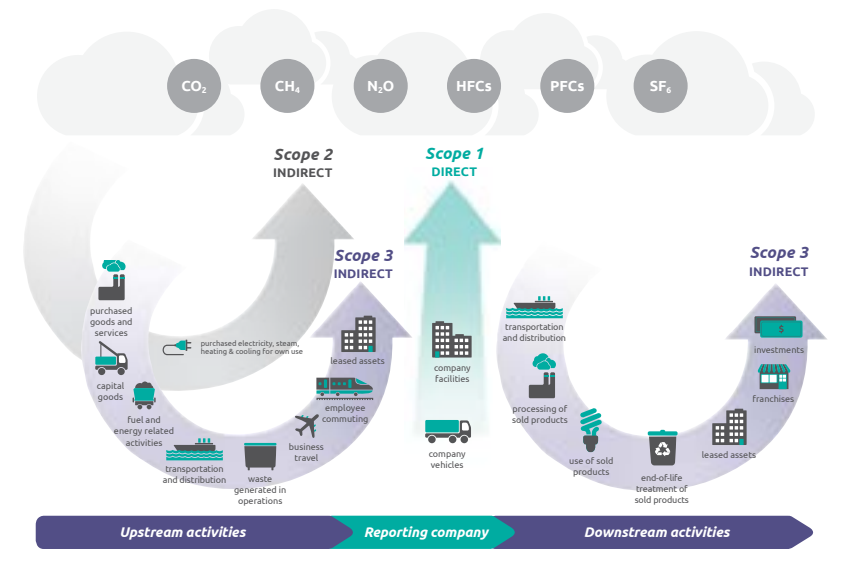 CO₂
CH₄
N₂O
HFCs
PFCs
SF₆
Scope 2
INDIRECT
Scope 1
DIRECT
Scope 3
INDIRECT
Scope 3
INDIRECT
purchased
goods and
services
capital
goods
fuel and
energy related
activities
transportation
and distribution
waste
generated in
operations
business
travel
employee
commuting
leased assets
purchased electricity, steam,
heating & cooling for own use
company
facilities
company
vehicles
transportation
and distribution
processing of
sold products
use of sold
products
end-of-life
treatment of
sold products
leased assets
franchises
$
investments
Upstream activities
Reporting company
Downstream activities